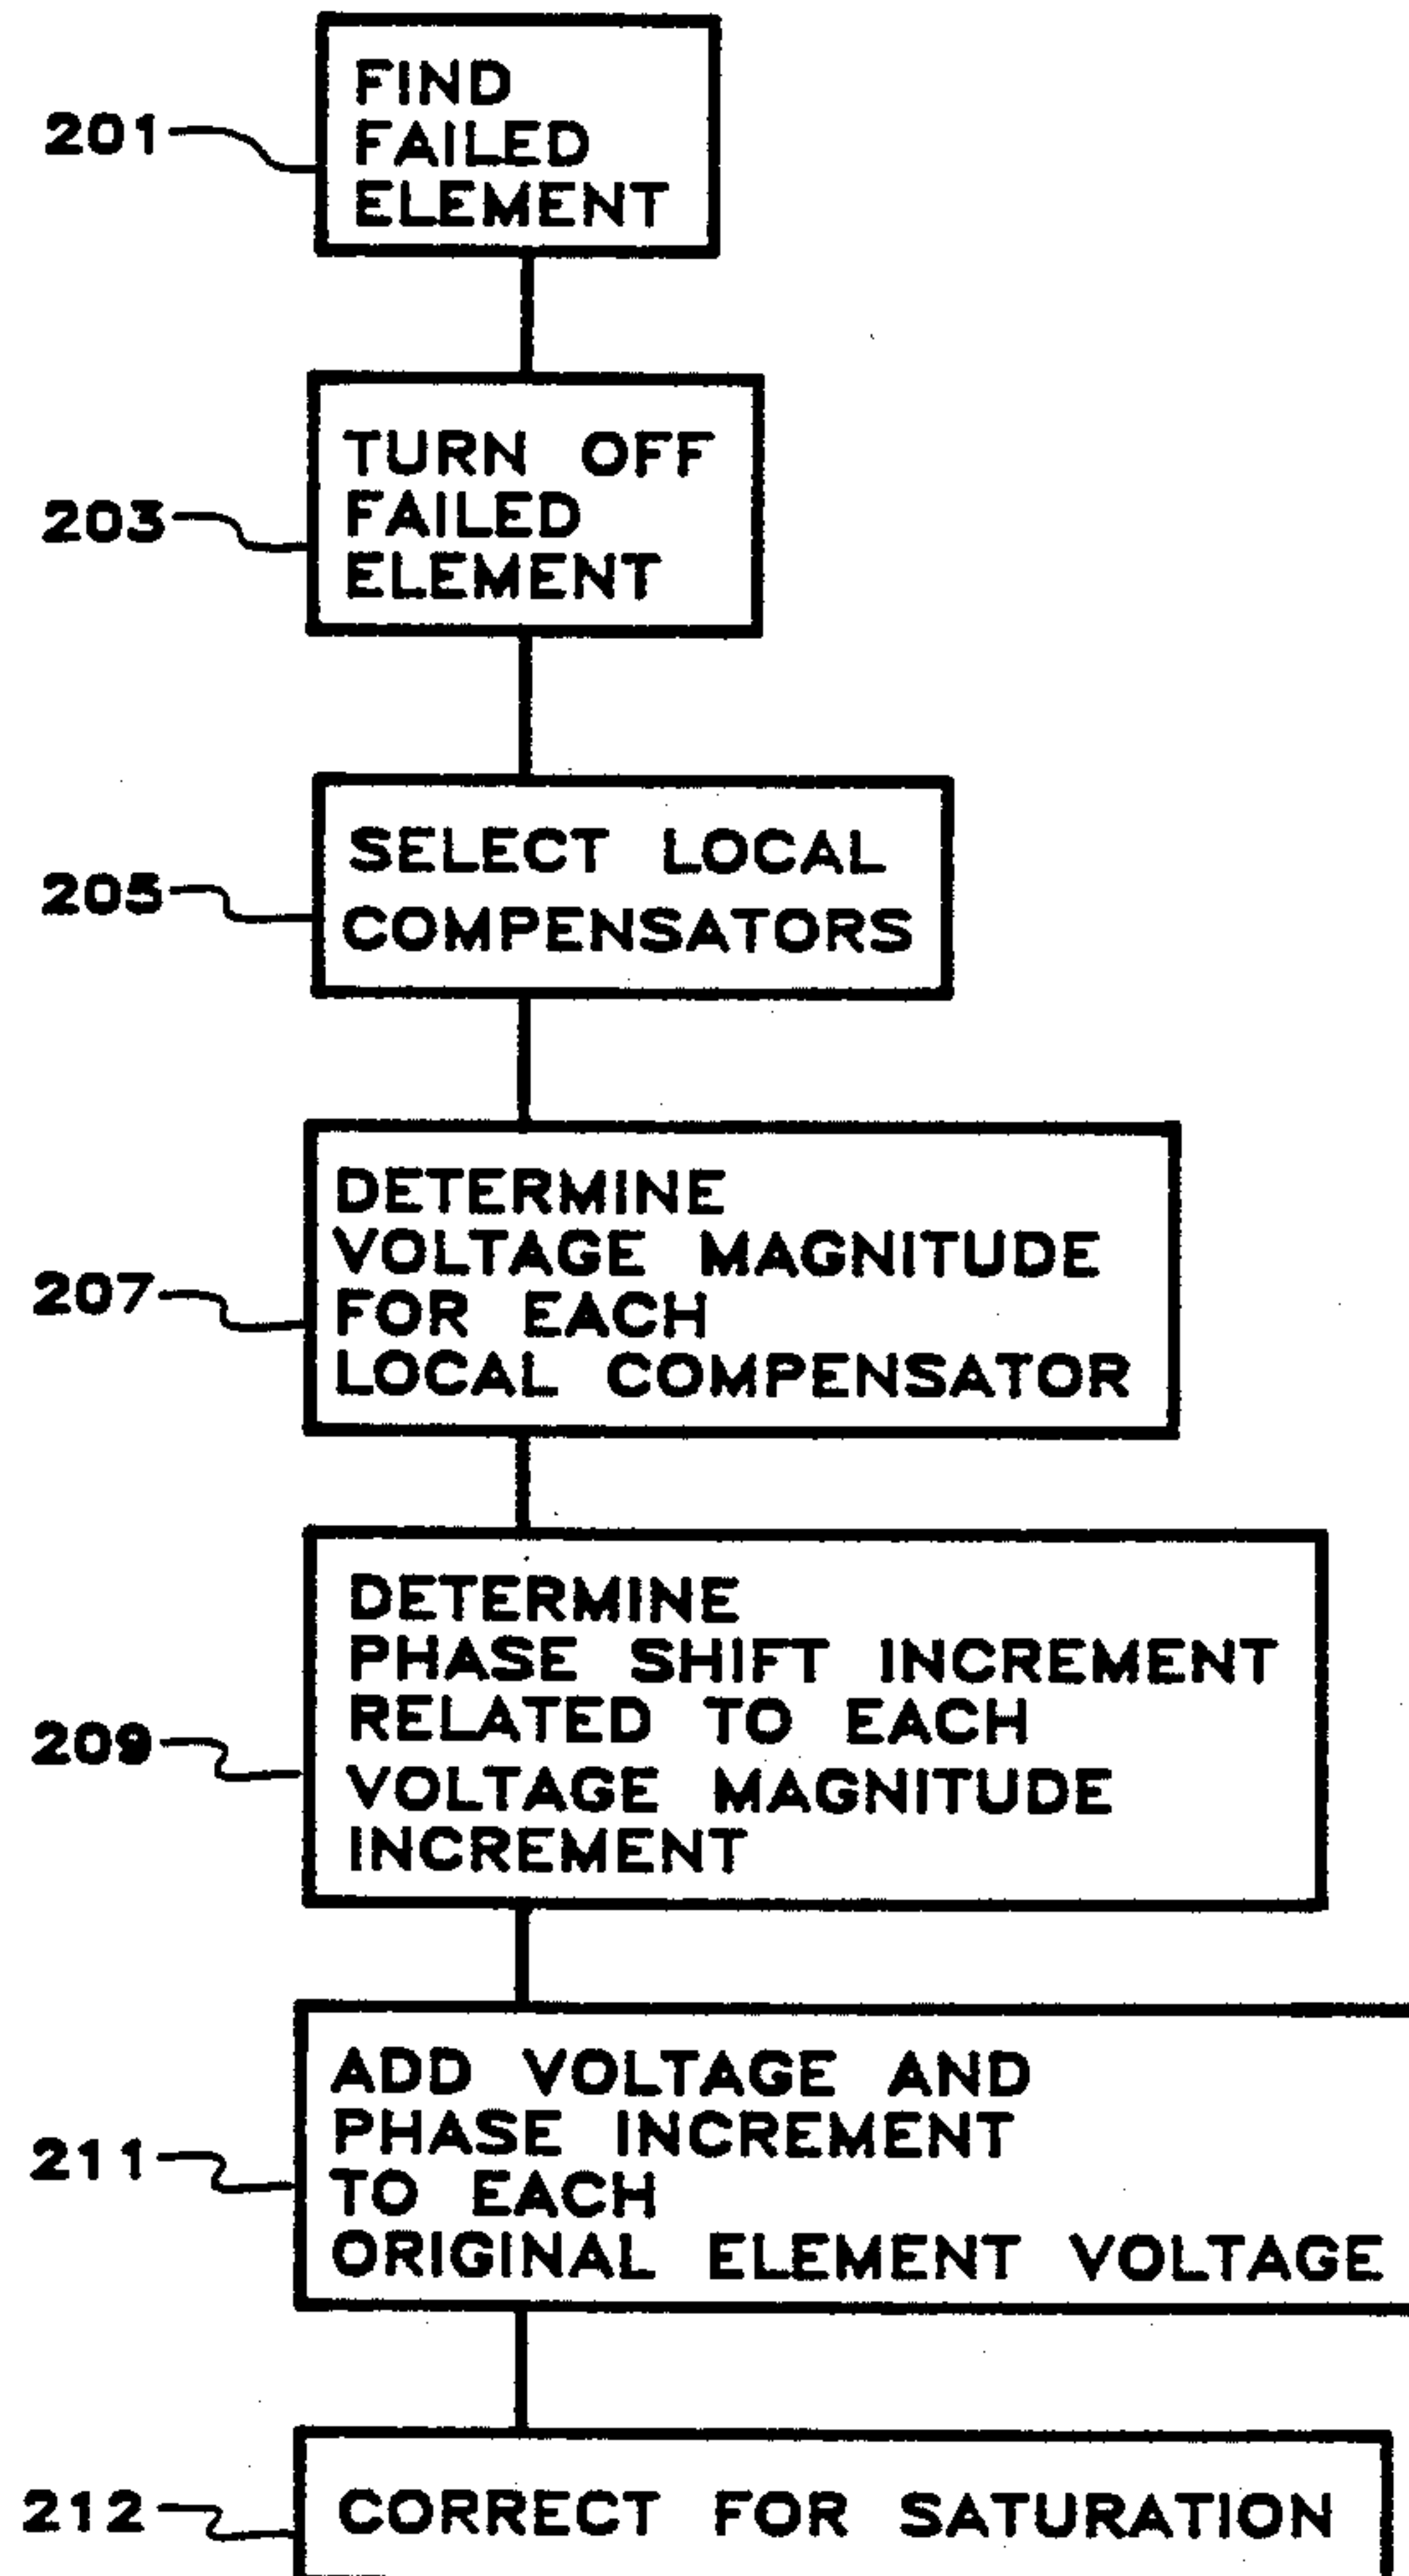 FIND
FAILED
ELEMENT
201
TURN OFF
FAILED
ELEMENT
203
SELECT LOCAL
COMPENSATORS
205
DETERMINE
VOLTAGE MAGNITUDE
FOR EACH
LOCAL COMPENSATOR
207
DETERMINE
PHASE SHIFT INCREMENT
RELATED TO EACH
VOLTAGE MAGNITUDE
INCREMENT
209
ADD VOLTAGE AND
PHASE INCREMENT
TO EACH
ORIGINAL ELEMENT VOLTAGE
211
CORRECT FOR SATURATION
212